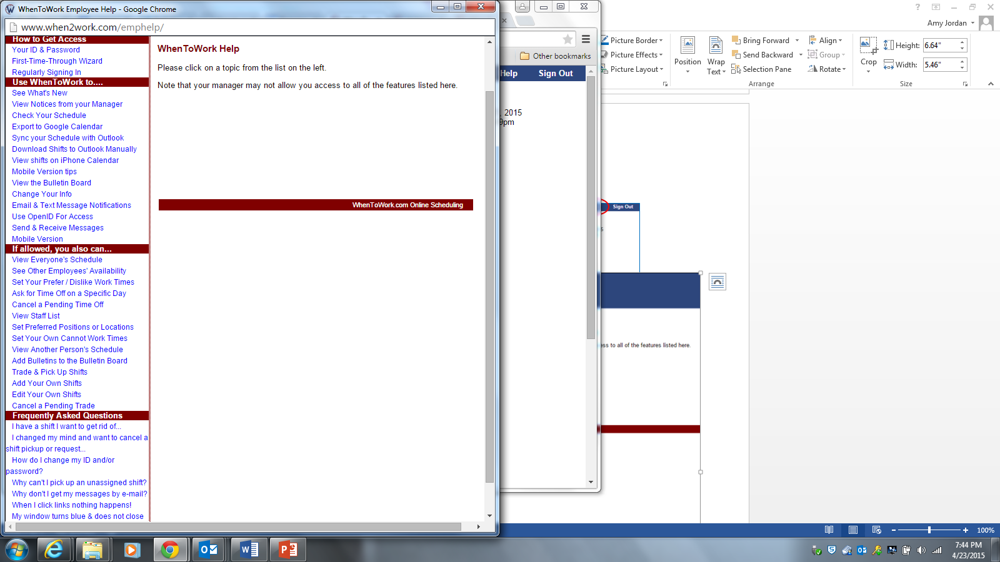 WhenToWork Employee Help - Google Chrome
www.when2work.com/emphelp/
How to Get Access
Your ID & Password
First-Time-Through Wizard
Regularly Signing In
Use WhenToWork to....
See What's New
View Notices from your Manager
Check Your Schedule
Export to Google Calendar
Sync your Schedule with Outlook
Download Shifts to Outlook Manually
View shifts on iPhone Calendar
Mobile Version tips
View the Bulletin Board
Change Your Info
Email & Text Message Notifications
Use OpenID For Access
Send & Receive Messages
Mobile Version
If allowed, you also can...
View Everyone's Schedule
See Other Employees' Availability
Set Your Prefer / Dislike Work Times
Ask for Time Off on a Specific Day
Cancel a Pending Time Off
View Staff List
Set Preferred Positions or Locations
Set Your Own Cannot Work Times
View Another Person's Schedule
Add Bulletins to the Bulletin Board
Trade & Pick Up Shifts
Add Your Own Shifts
Edit Your Own Shifts
Cancel a Pending Trade
Frequently Asked Questions
I have a shift I want to get rid of...
I changed my mind and want to cancel a
shift pickup or request...
How do I change my ID and/or
password?
Why can't I pick up an unassigned shift?
Why don't I get my messages by e-mail?
When I click links nothing happens!
My window turns blue & does not close
WhenToWork Help
Please click on a topic from the list on the left.
Note that your manager may not allow you access to all of the features listed here.
WhenToWork.com Online Scheduling
Other bookmarks
Help Sign Out
, 2015
9pm
Amy Jordan
Picture Border
Picture Effects
Picture Layout
Position
Wrap
Text
Bring Forward
Send Backward
Selection Pane
Align
Group
Rotate
Arrange
Crop
Height: 6.64"
Width: 5.46"
Size
Sign Out
ess to all of the features listed here.
100%
7:44 PM
4/23/2015